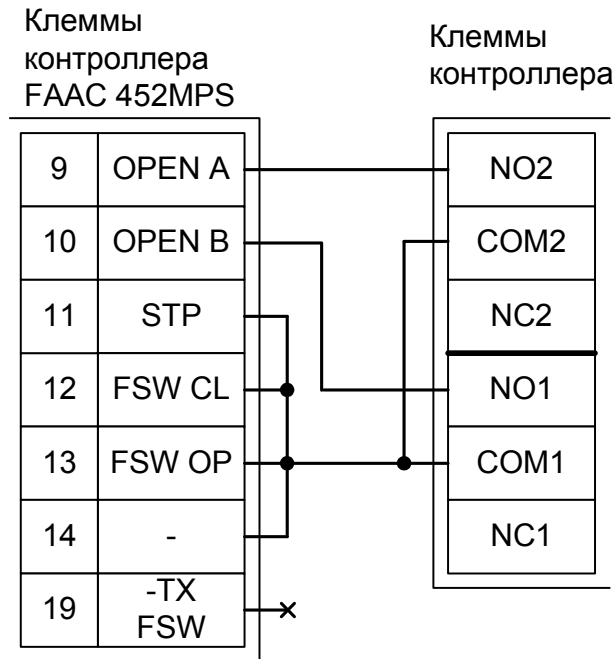 Клеммы
контроллера
FAAC 452MPS
Клеммы
контроллера
9 OPEN A
10 OPEN B
11 STP
12 FSW CL
13 FSW OP
14 -
19 -TX
FSW
NO2
COM2
NC2
NO1
COM1
NC1